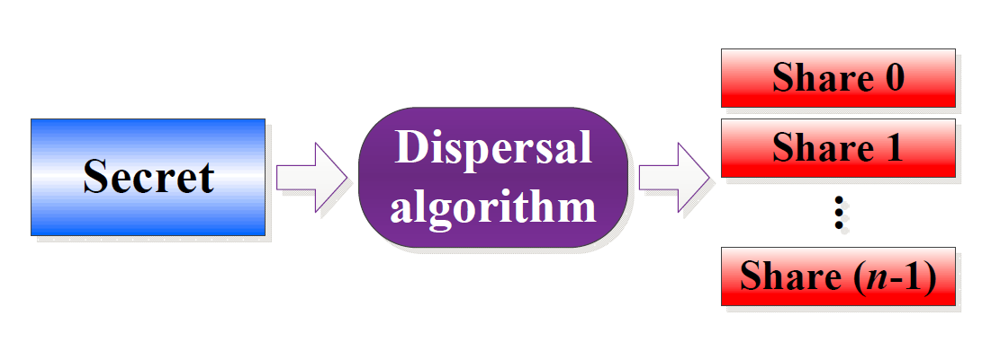 Secret
Dispersal
algorithm
Share 0
Share 1
⋮
Share (n-1)